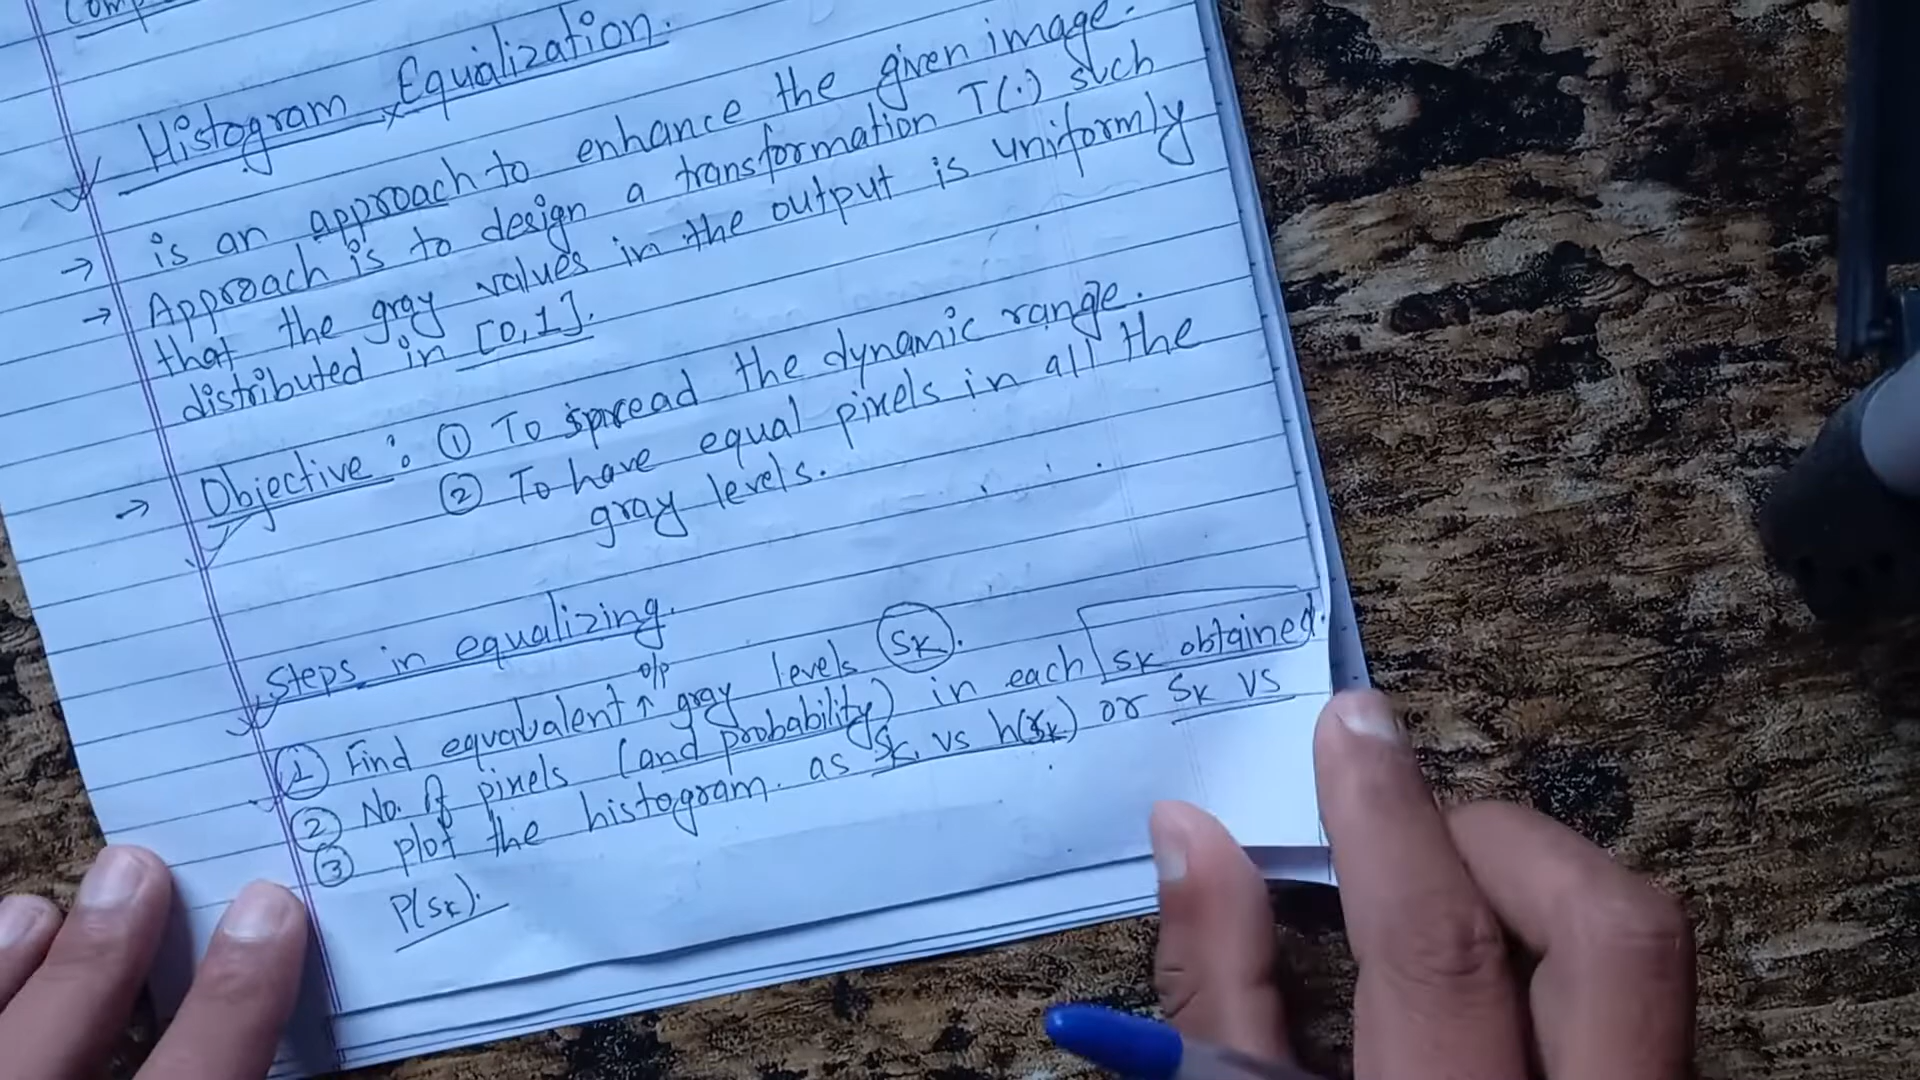 Histogram Equalization.
→ is an approach to enhance the given image.
→ Approach is to design a transformation T(·) such
that the gray values in the output is uniformly
distributed in [0,1].
→ Objective : ① To spread the dynamic range.
② To have equal pixels in all the
gray levels.
Steps in equalizing.
① Find equavalent ↑ o/p gray levels SK.
② No. of pixels (and probability) in each SK obtained.
③ plot the histogram. as SK vs h(sk) or SK vs
P(SK).